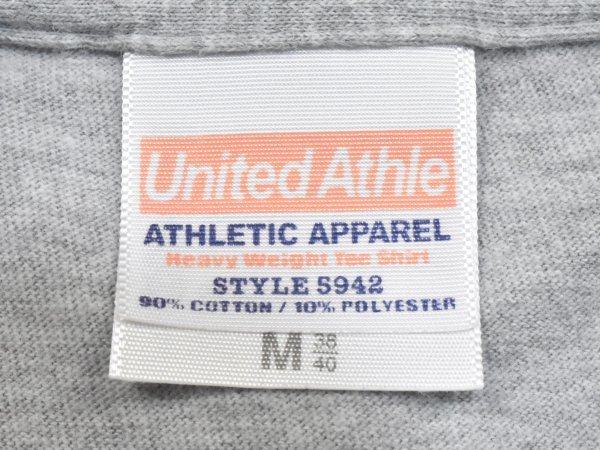 United Athle
ATHLETIC APPAREL
Heavy Weight Tee Shirt
STYLE 5942
90% COTTON / 10% POLYESTER
M 38
40